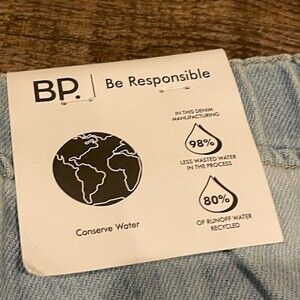 BP. | Be Responsible
IN THIS DENIM
MANUFACTURING
98%
LESS WASTED WATER
IN THE PROCESS
80%
OF RUNOFF WATER
RECYCLED
Conserve Water